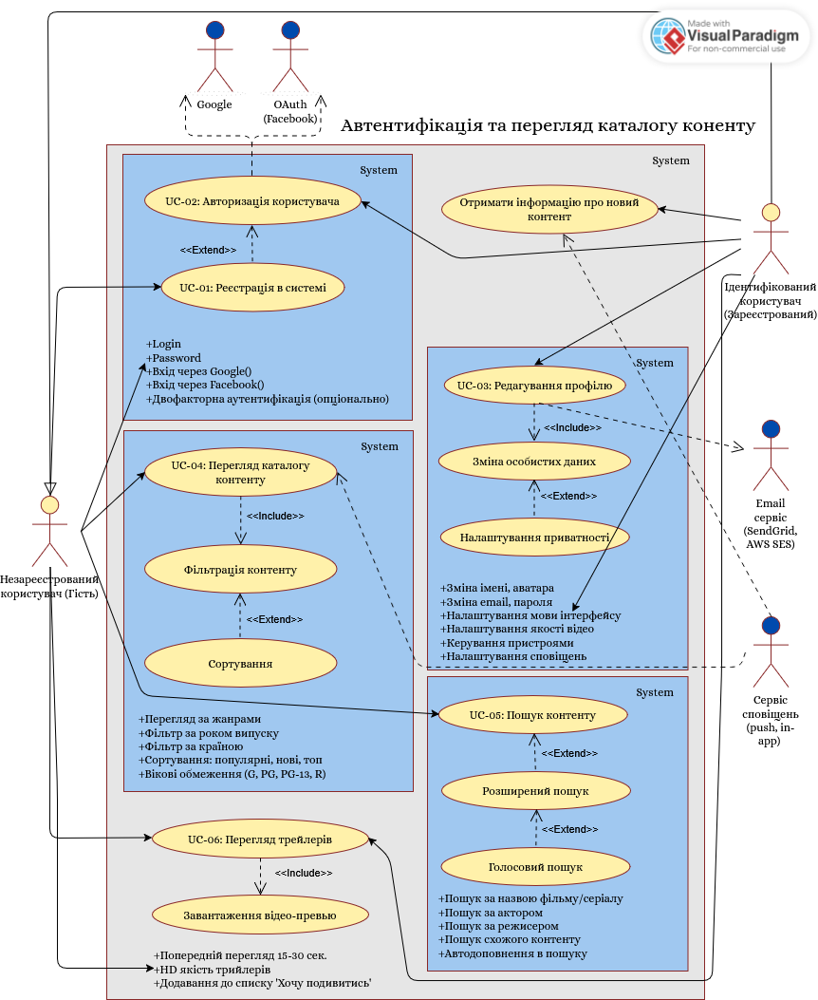 Made with
VisualParadigm
For non-commercial use
Google
OAuth
(Facebook)
Автентифікація та перегляд каталогу коненту
System
System
UC-02: Авторизація користувача
Отримати інформацію про новий
контент
<<Extend>>
UC-01: Реєстрація в системі
Ідентифікований
користувач
(Зареєстрований)
+Login
+Password
+Вхід через Google()
+Вхід через Facebook()
+Двофакторна аутентифікація (опціонально)
System
UC-03: Редагування профілю
<<Include>>
Зміна особистих даних
<<Extend>>
Налаштування приватності
+Зміна імені, аватара
+Зміна email, пароля
+Налаштування мови інтерфейсу
+Налаштування якості відео
+Керування пристроями
+Налаштування сповіщень
Email
сервіс
(SendGrid,
AWS SES)
System
UC-04: Перегляд каталогу
контенту
<<Include>>
Фільтрація контенту
<<Extend>>
Сортування
+Перегляд за жанрами
+Фільтр за роком випуску
+Фільтр за країною
+Сортування: популярні, нові, топ
+Вікові обмеження (G, PG, PG-13, R)
Незареєстрований
користувач (Гість)
Сервіс
сповіщень
(push, in-
app)
System
UC-05: Пошук контенту
<<Extend>>
Розширений пошук
<<Extend>>
Голосовий пошук
+Пошук за назвою фільму/серіалу
+Пошук за актором
+Пошук за режисером
+Пошук схожого контенту
+Автодоповнення в пошуку
UC-06: Перегляд трейлерів
<<Include>>
Завантаження відео-превью
+Попередній перегляд 15-30 сек.
+HD якість трийлерів
+Додавання до списку 'Хочу подивитись'